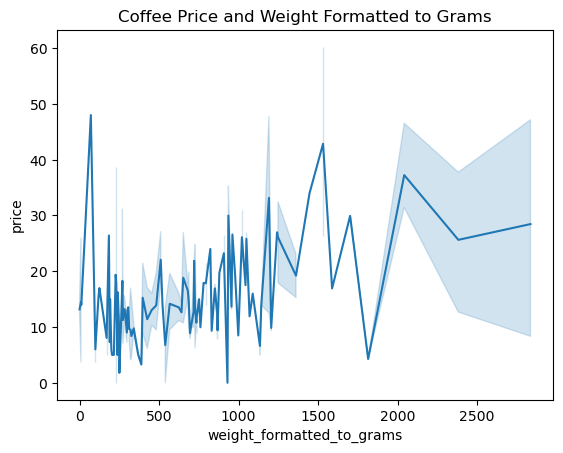 Coffee Price and Weight Formatted to Grams
60
50
40
30
20
10
0
price
0 500 1000 1500 2000 2500
weight_formatted_to_grams